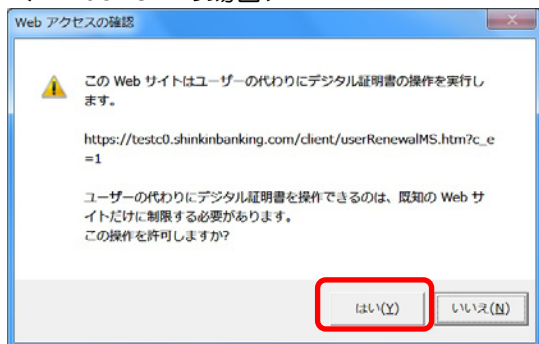 Web アクセスの確認
この Web サイトはユーザーの代わりにデジタル証明書の操作を実行し
ます。
https://testc0.shinkinbanking.com/client/userRenewalMS.htm?c_e
=1
ユーザーの代わりにデジタル証明書を操作できるのは、既知の Web サ
イトだけに制限する必要があります。
この操作を許可しますか?
はい(Y)
いいえ(N)